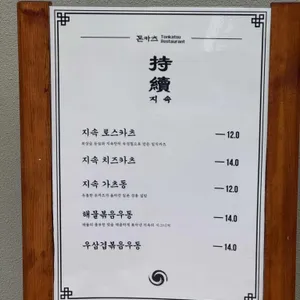 돈카츠 Tonkatsu
Restaurant
持
續
지속
지속 로스카츠 — 12.0
지속 치즈카츠 — 14.0
지속 가츠동 — 12.0
해물볶음우동 — 14.0
우삼겹볶음우동 — 14.0